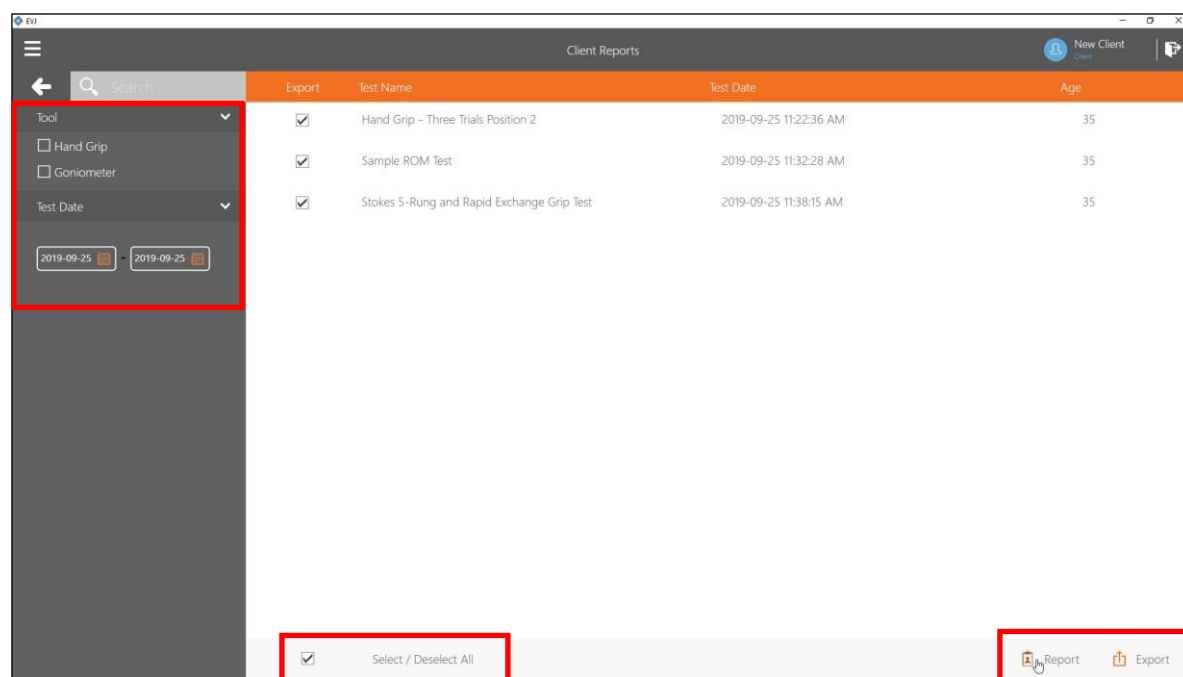 EVJ
Client Reports
New Client
Client
Search
Export Test Name Test Date Age
Tool
Hand Grip
Goniometer
Test Date
2019-09-25 - 2019-09-25
Hand Grip - Three Trials Position 2 2019-09-25 11:22:36 AM 35
Sample ROM Test 2019-09-25 11:32:28 AM 35
Stokes 5-Rung and Rapid Exchange Grip Test 2019-09-25 11:38:15 AM 35
Select / Deselect All
Report Export